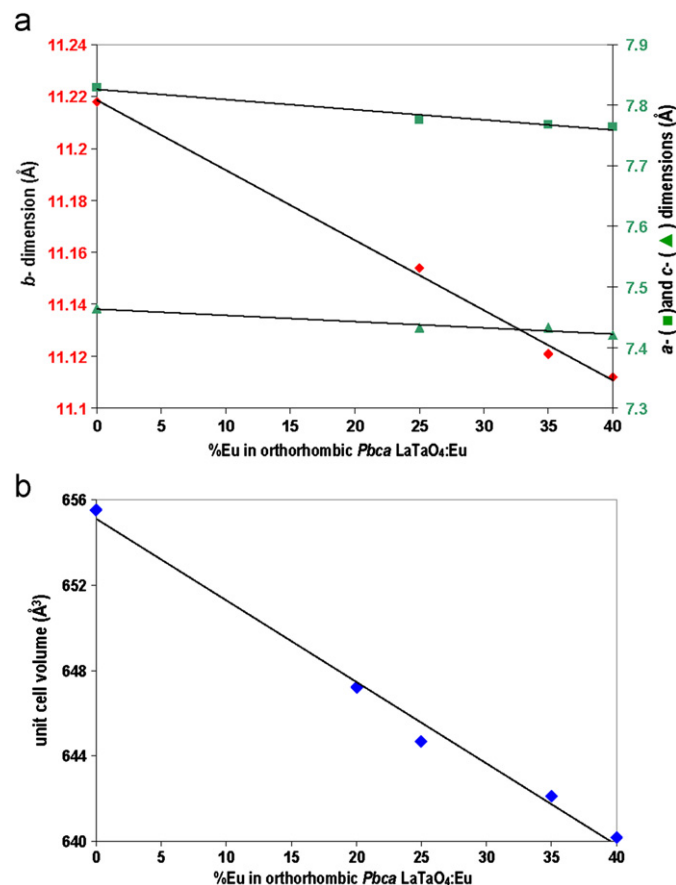 a
11.24
11.22
11.2
11.18
11.16
11.14
11.12
11.1
b- dimension (Å)
7.9
7.8
7.7
7.6
7.5
7.4
7.3
a- (■)and c- (▲) dimensions (Å)
0 5 10 15 20 25 30 35 40
%Eu in orthorhombic Pbca LaTaO₄:Eu
b
656
652
648
644
640
unit cell volume (Å³)
0 5 10 15 20 25 30 35 40
%Eu in orthorhombic Pbca LaTaO₄:Eu